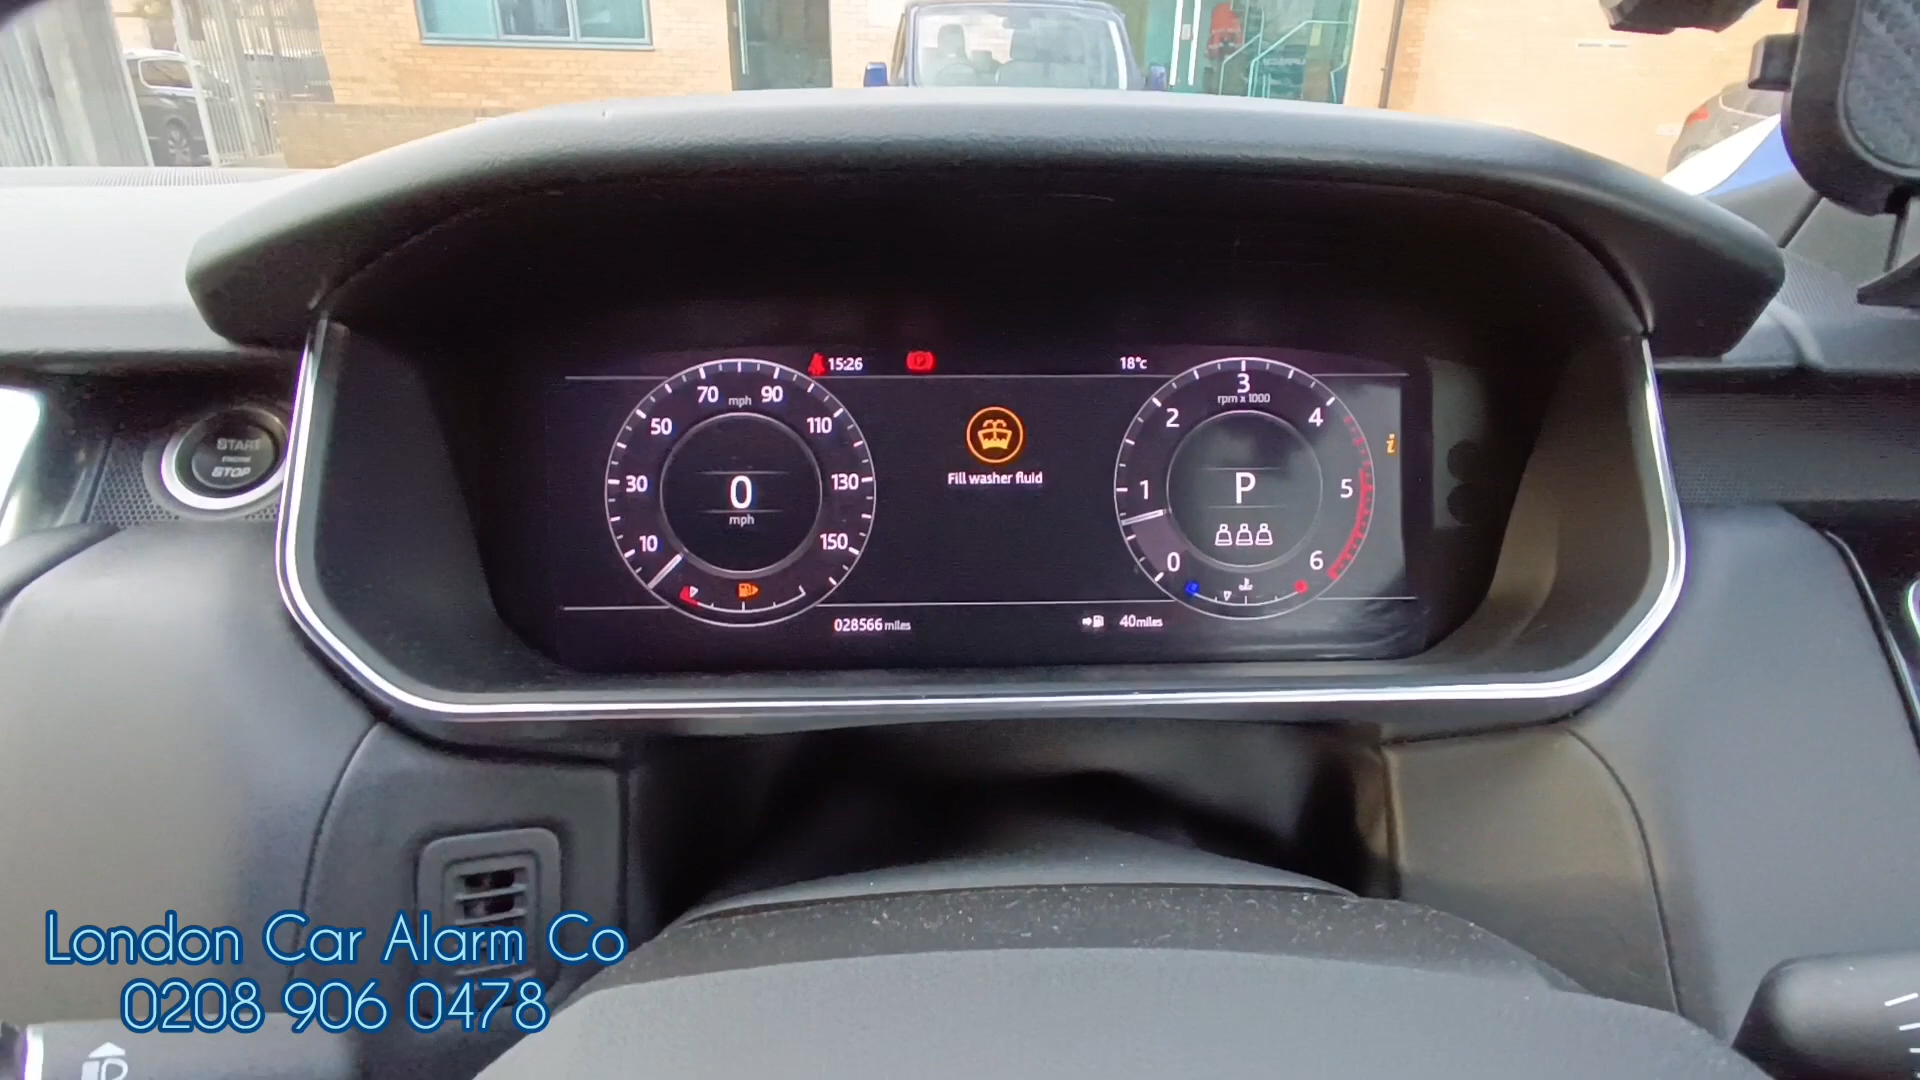 15:26
P
18°c
START
ENGINE
STOP
10
30
50
70
mph
90
110
130
150
0
mph
Fill washer fluid
0
1
2
3
rpm x 1000
4
5
6
P
028566 miles
40miles
London Car Alarm Co
0208 906 0478